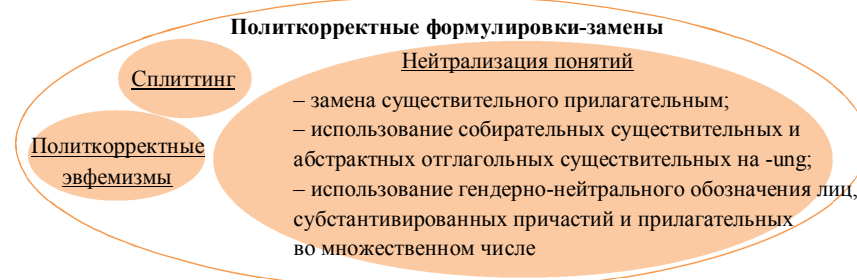 Политкорректные формулировки-замены
Сплиттинг
Политкорректные
эвфемизмы
Нейтрализация понятий
– замена существительного прилагательным;
– использование собирательных существительных и
абстрактных отглагольных существительных на -ung;
– использование гендерно-нейтрального обозначения лиц,
субстантивированных причастий и прилагательных
во множественном числе